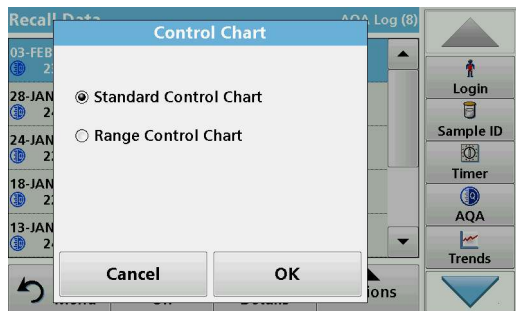 Recall Data AQA Log (8)
Control Chart
03-FEB
Login
28-JAN
Standard Control Chart
Sample ID
24-JAN
Range Control Chart
Timer
18-JAN
AQA
13-JAN
Trends
Cancel OK